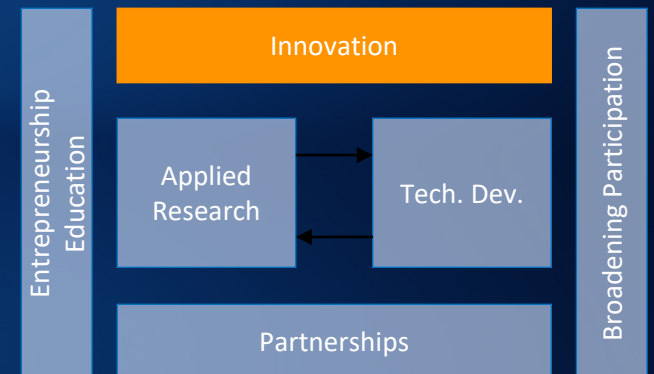 Innovation
Entrepreneurship
Education
Applied
Research
Tech. Dev.
Broadening Participation
Partnerships